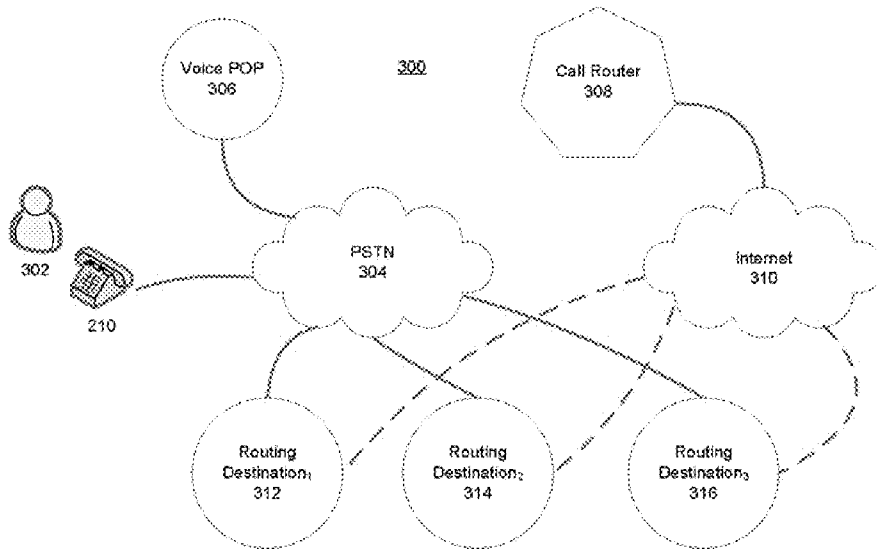 Voice POP
306
300
Call Router
308
302
210
PSTN
304
Internet
310
Routing
Destination₁
312
Routing
Destination₂
314
Routing
Destination₃
316